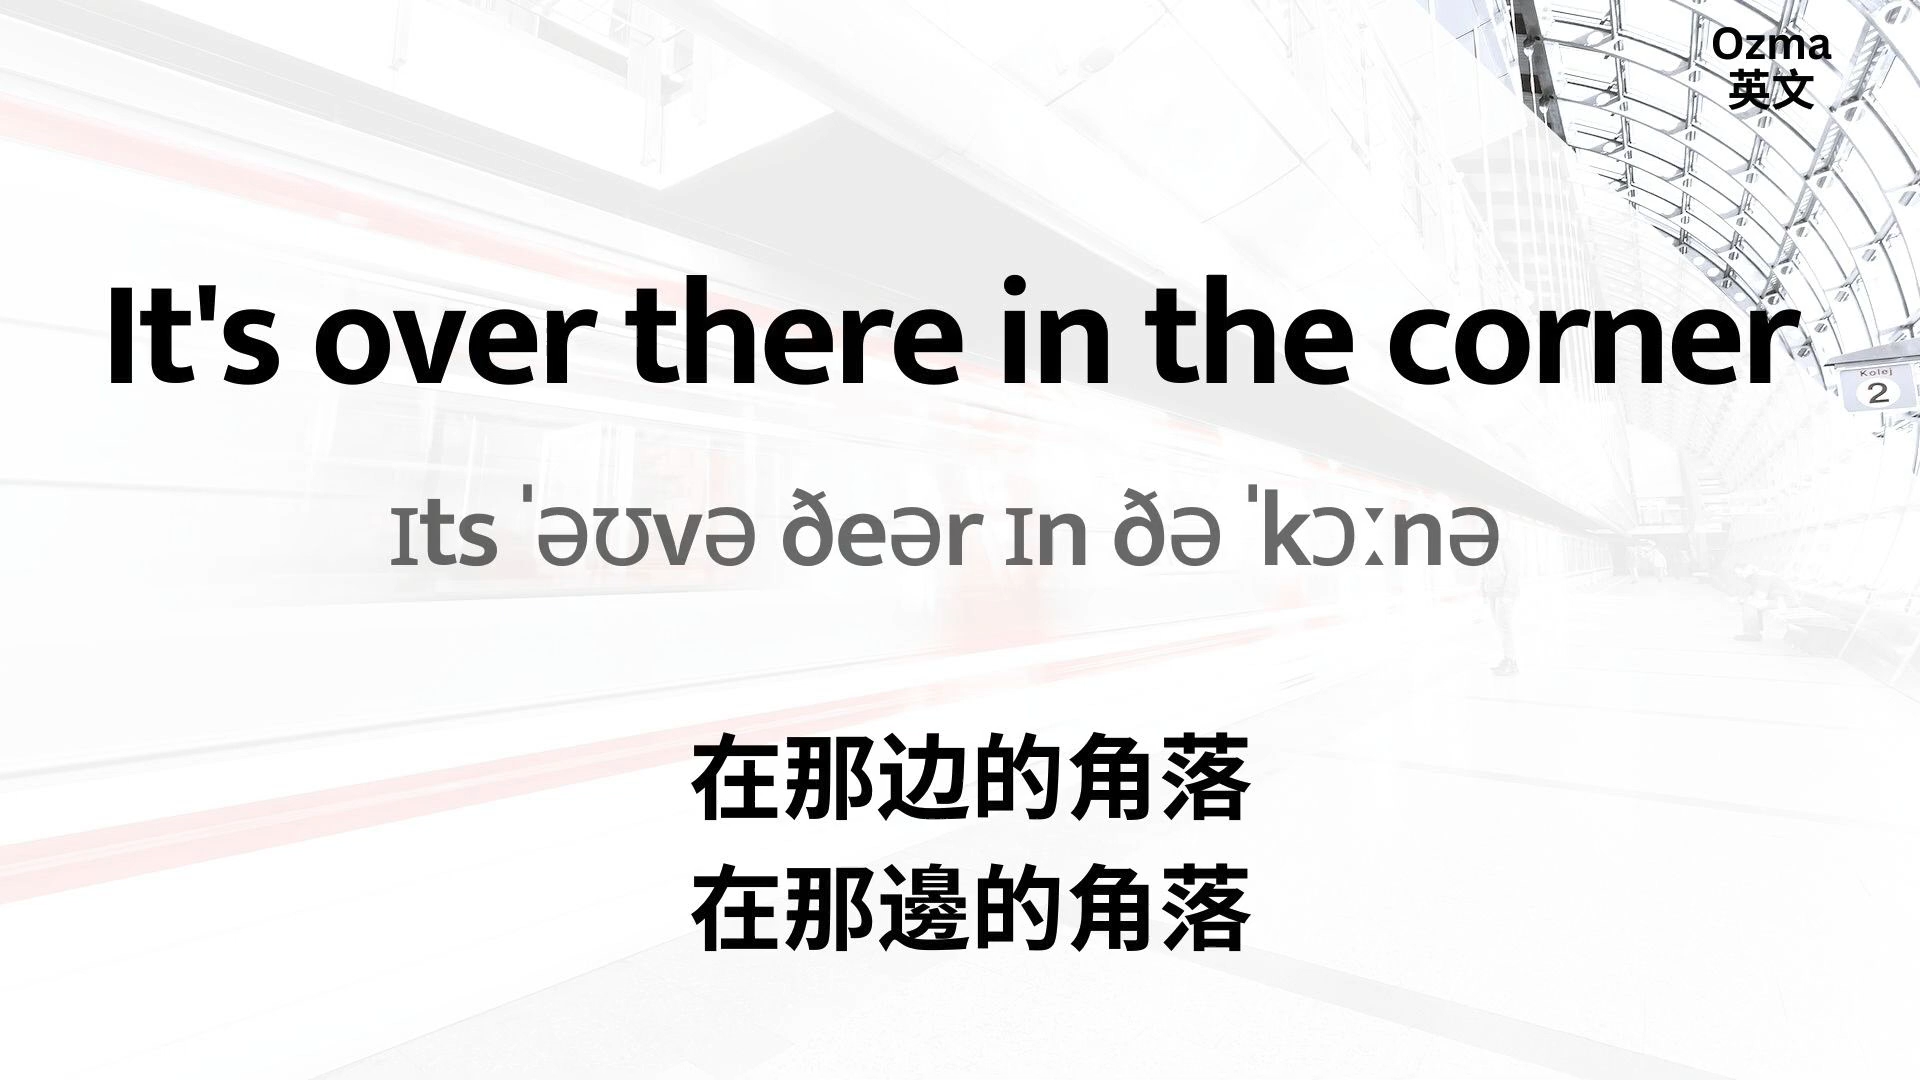 Ozma
英文
It's over there in the corner
Kolej
2
ɪts ˈəʊvə ðeər ɪn ðə ˈkɔːnə
在那边的角落
在那邊的角落